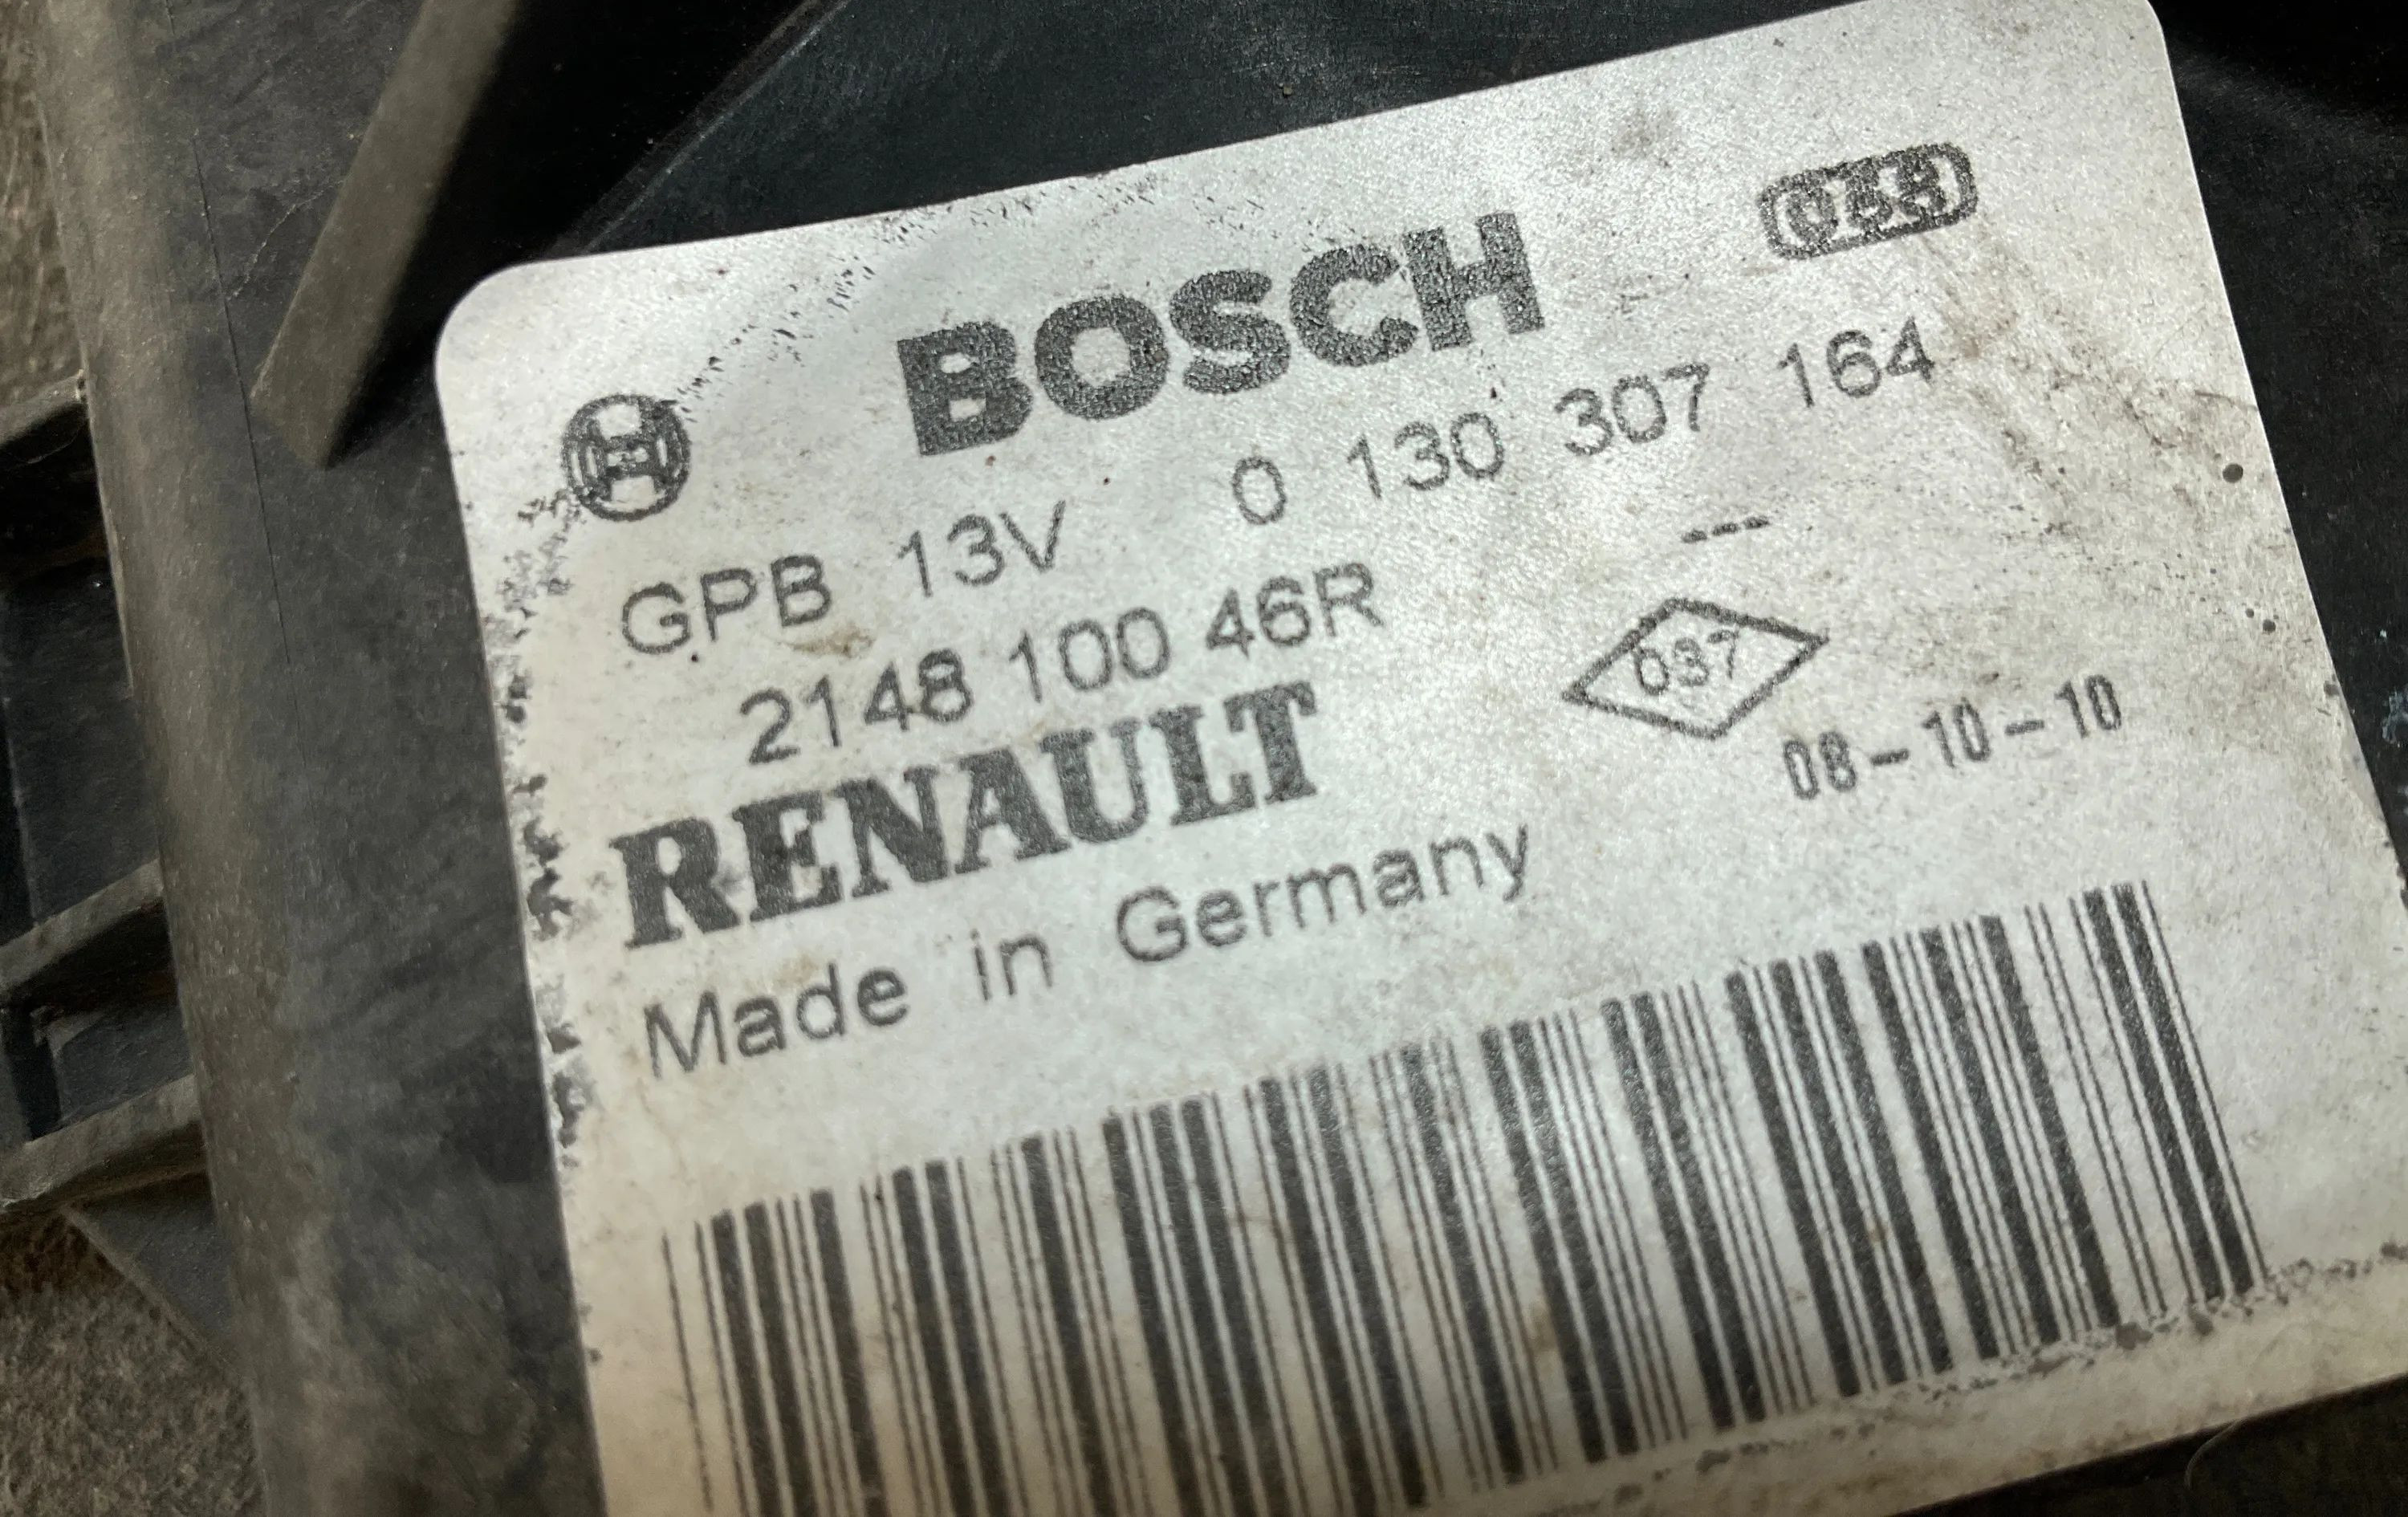 BOSCH
GPB 13V 0 130 307 164
---
2148 100 46R
RENAULT
037
08-10-10
Made in Germany